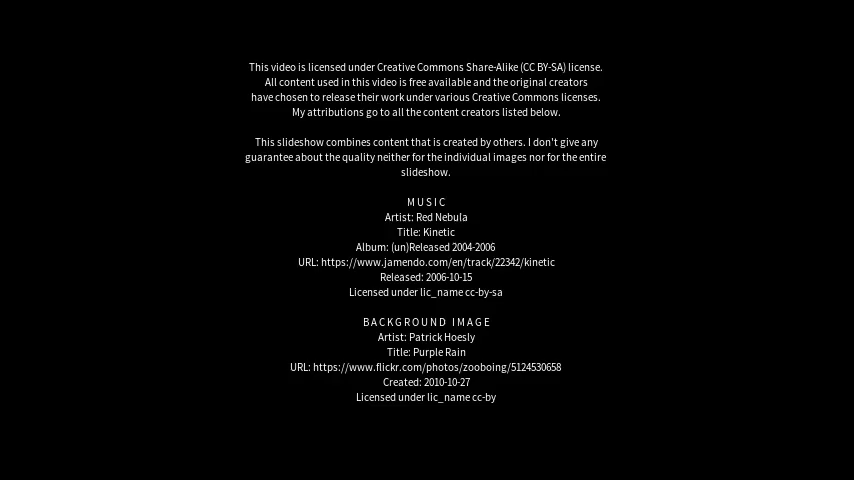 This video is licensed under Creative Commons Share-Alike (CC BY-SA) license.
All content used in this video is free available and the original creators
have chosen to release their work under various Creative Commons licenses.
My attributions go to all the content creators listed below.
This slideshow combines content that is created by others. I don't give any
guarantee about the quality neither for the individual images nor for the entire
slideshow.
M U S I C
Artist: Red Nebula
Title: Kinetic
Album: (un)Released 2004-2006
URL: https://www.jamendo.com/en/track/22342/kinetic
Released: 2006-10-15
Licensed under lic_name cc-by-sa
B A C K G R O U N D   I M A G E
Artist: Patrick Hoesly
Title: Purple Rain
URL: https://www.flickr.com/photos/zooboing/5124530658
Created: 2010-10-27
Licensed under lic_name cc-by